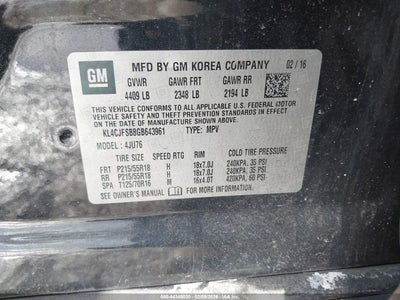 GM
MFD BY GM KOREA COMPANY 02 / 16
GVWR GAWR FRT GAWR RR
4409 LB 2348 LB 2194 LB
THIS VEHICLE CONFORMS TO ALL APPLICABLE U.S. FEDERAL MOTOR
VEHICLE SAFETY AND THEFT PREVENTION STANDARDS IN EFFECT
ON THE DATE OF MANUFACTURE SHOWN ABOVE.
KL4CJFSB8GB643961 TYPE: MPV
MODEL: 4JU76
TIRE SIZE SPEED RTG RIM COLD TIRE PRESSURE
FRT P215/55R18 H 18x7.0J 240KPA, 35 PSI
RR P215/55R18 H 18x7.0J 240KPA, 35 PSI
SPA T125/70R16 M 16x4.0T 420KPA, 60 PSI
SEE OWNER'S MANUAL FOR ADDITIONAL INFORMATION.